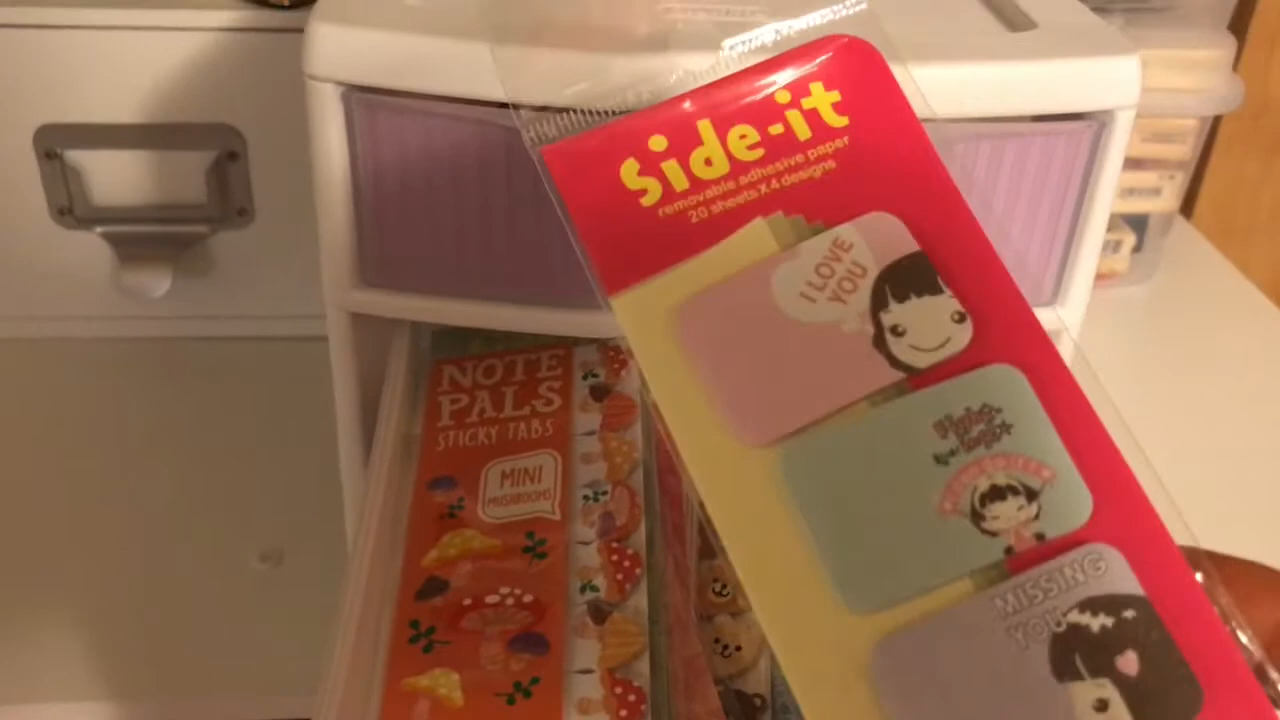 Side-it
removable adhesive paper
20 sheets X 4 designs
I LOVE
YOU
MISSING
YOU
NOTE
PALS
STICKY TABS
MINI
MUSHROOMS